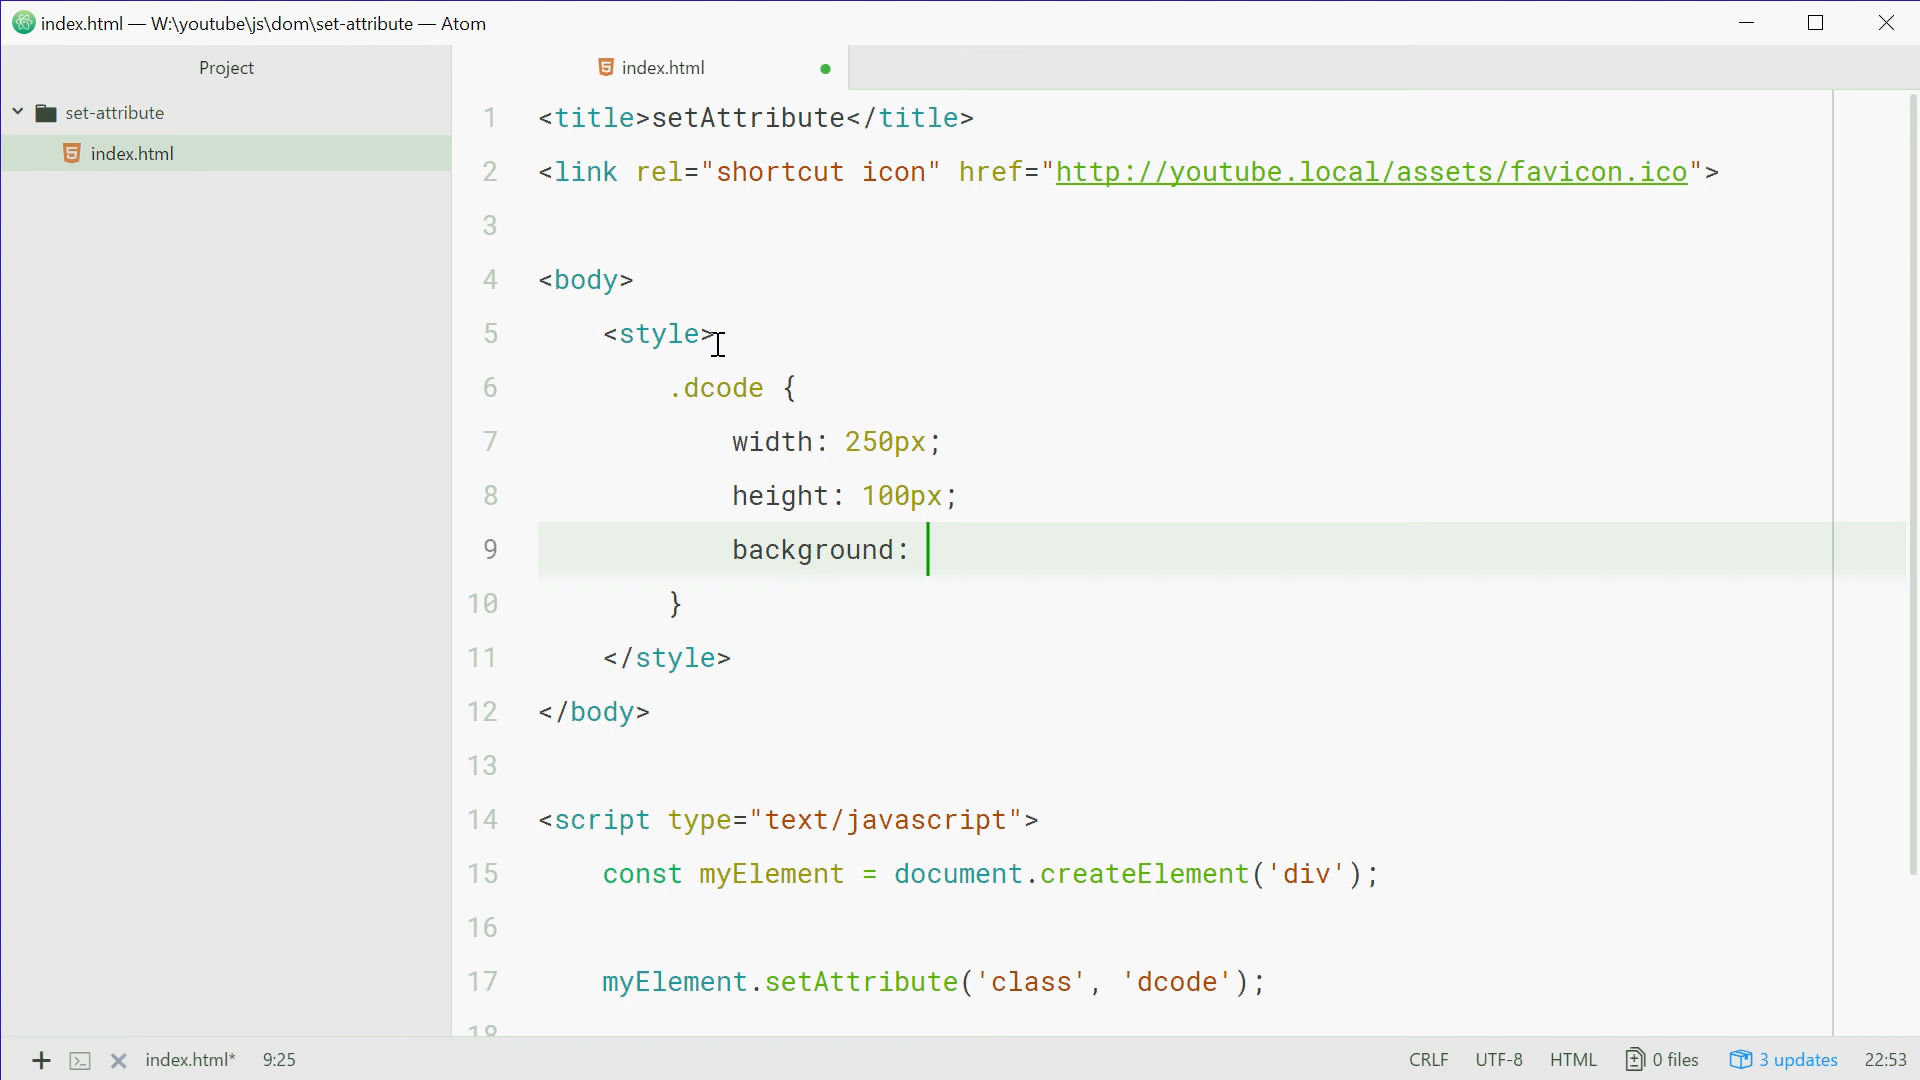 index.html — W:\youtube\js\dom\set-attribute — Atom
Project
index.html
set-attribute
index.html
1 <title>setAttribute</title>
2 <link rel="shortcut icon" href="http://youtube.local/assets/favicon.ico">
3
4 <body>
5 <style>
6 .dcode {
7 width: 250px;
8 height: 100px;
9 background:
10 }
11 </style>
12 </body>
13
14 <script type="text/javascript">
15 const myElement = document.createElement('div');
16
17 myElement.setAttribute('class', 'dcode');
18
index.html* 9:25 CRLF UTF-8 HTML 0 files 3 updates 22:53